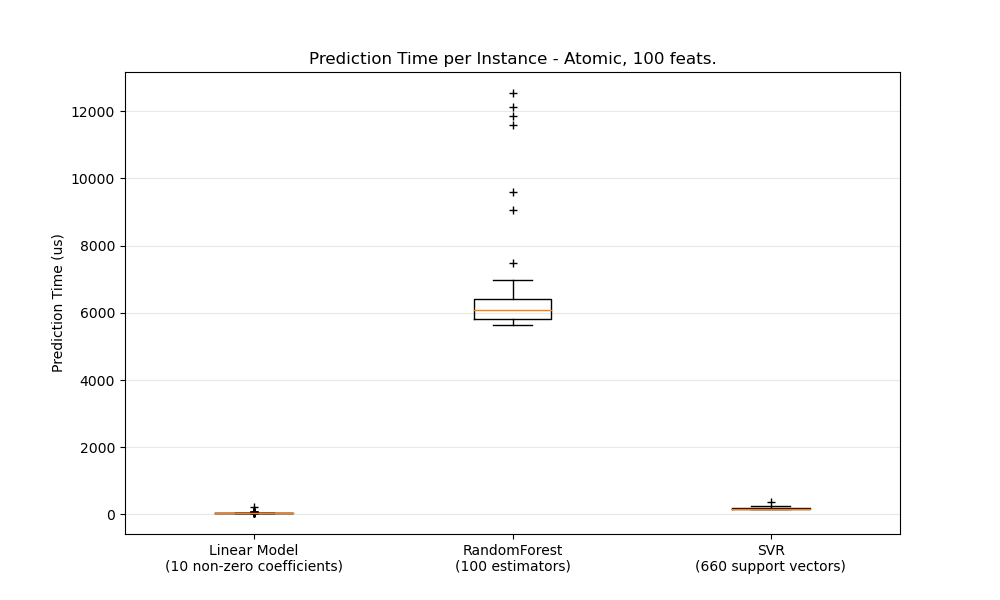 Prediction Time per Instance - Atomic, 100 feats.
Prediction Time (us)
12000
10000
8000
6000
4000
2000
0
Linear Model
(10 non-zero coefficients)
RandomForest
(100 estimators)
SVR
(660 support vectors)